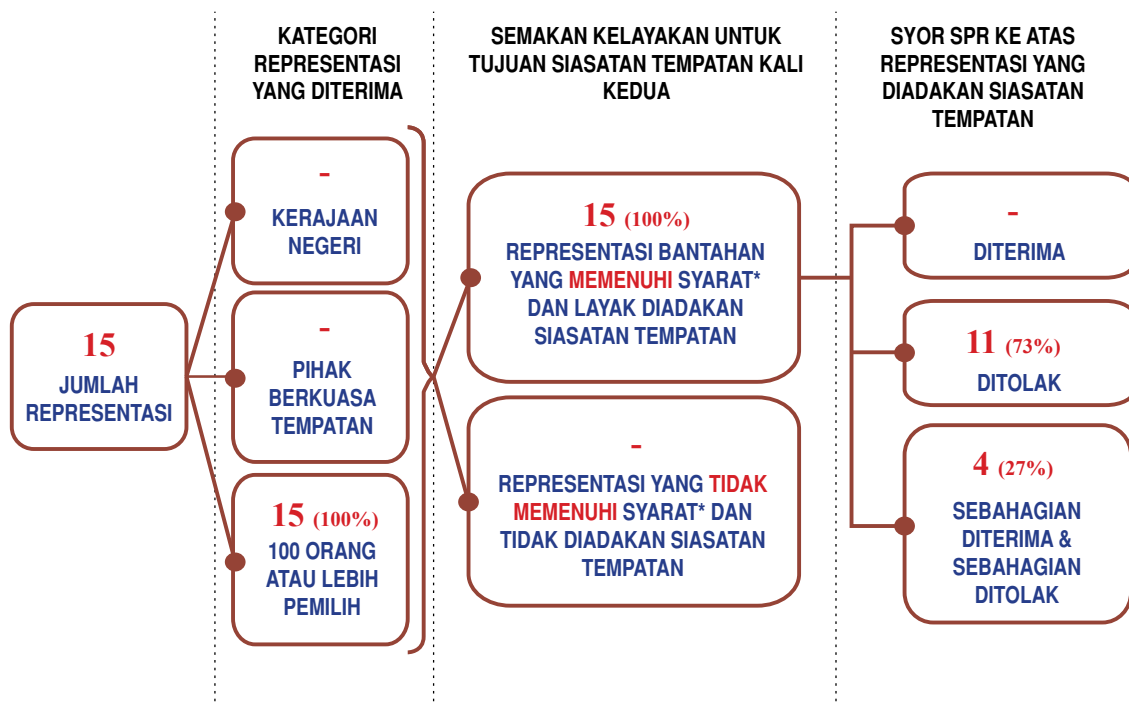 KATEGORI
REPRESENTASI
YANG DITERIMA
SEMAKAN KELAYAKAN UNTUK
TUJUAN SIASATAN TEMPATAN KALI
KEDUA
SYOR SPR KE ATAS
REPRESENTASI YANG
DIADAKAN SIASATAN
TEMPATAN
15
JUMLAH
REPRESENTASI
-
KERAJAAN
NEGERI
-
PIHAK
BERKUASA
TEMPATAN
15 (100%)
100 ORANG
ATAU LEBIH
PEMILIH
15 (100%)
REPRESENTASI BANTAHAN
YANG MEMENUHI SYARAT*
DAN LAYAK DIADAKAN
SIASATAN TEMPATAN
-
REPRESENTASI YANG TIDAK
MEMENUHI SYARAT* DAN
TIDAK DIADAKAN SIASATAN
TEMPATAN
-
DITERIMA
11 (73%)
DITOLAK
4 (27%)
SEBAHAGIAN
DITERIMA &
SEBAHAGIAN
DITOLAK